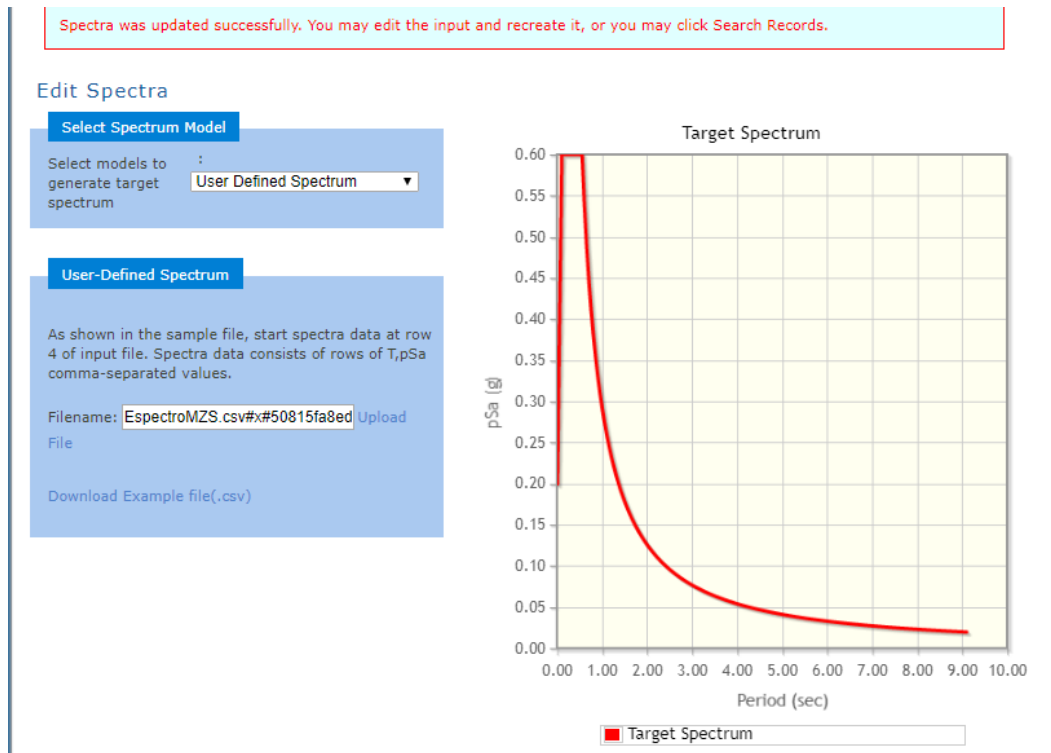 Spectra was updated successfully. You may edit the input and recreate it, or you may click Search Records.
Edit Spectra
Select Spectrum Model
Select models to
generate target
spectrum
:
User Defined Spectrum
User-Defined Spectrum
As shown in the sample file, start spectra data at row
4 of input file. Spectra data consists of rows of T,pSa
comma-separated values.
Filename: EspectroMZS.csv#x#50815fa8ed Upload
File
Download Example file(.csv)
Target Spectrum
0.60
0.55
0.50
0.45
0.40
0.35
0.30
0.25
0.20
0.15
0.10
0.05
0.00
pSa (g)
0.00 1.00 2.00 3.00 4.00 5.00 6.00 7.00 8.00 9.00 10.00
Period (sec)
Target Spectrum